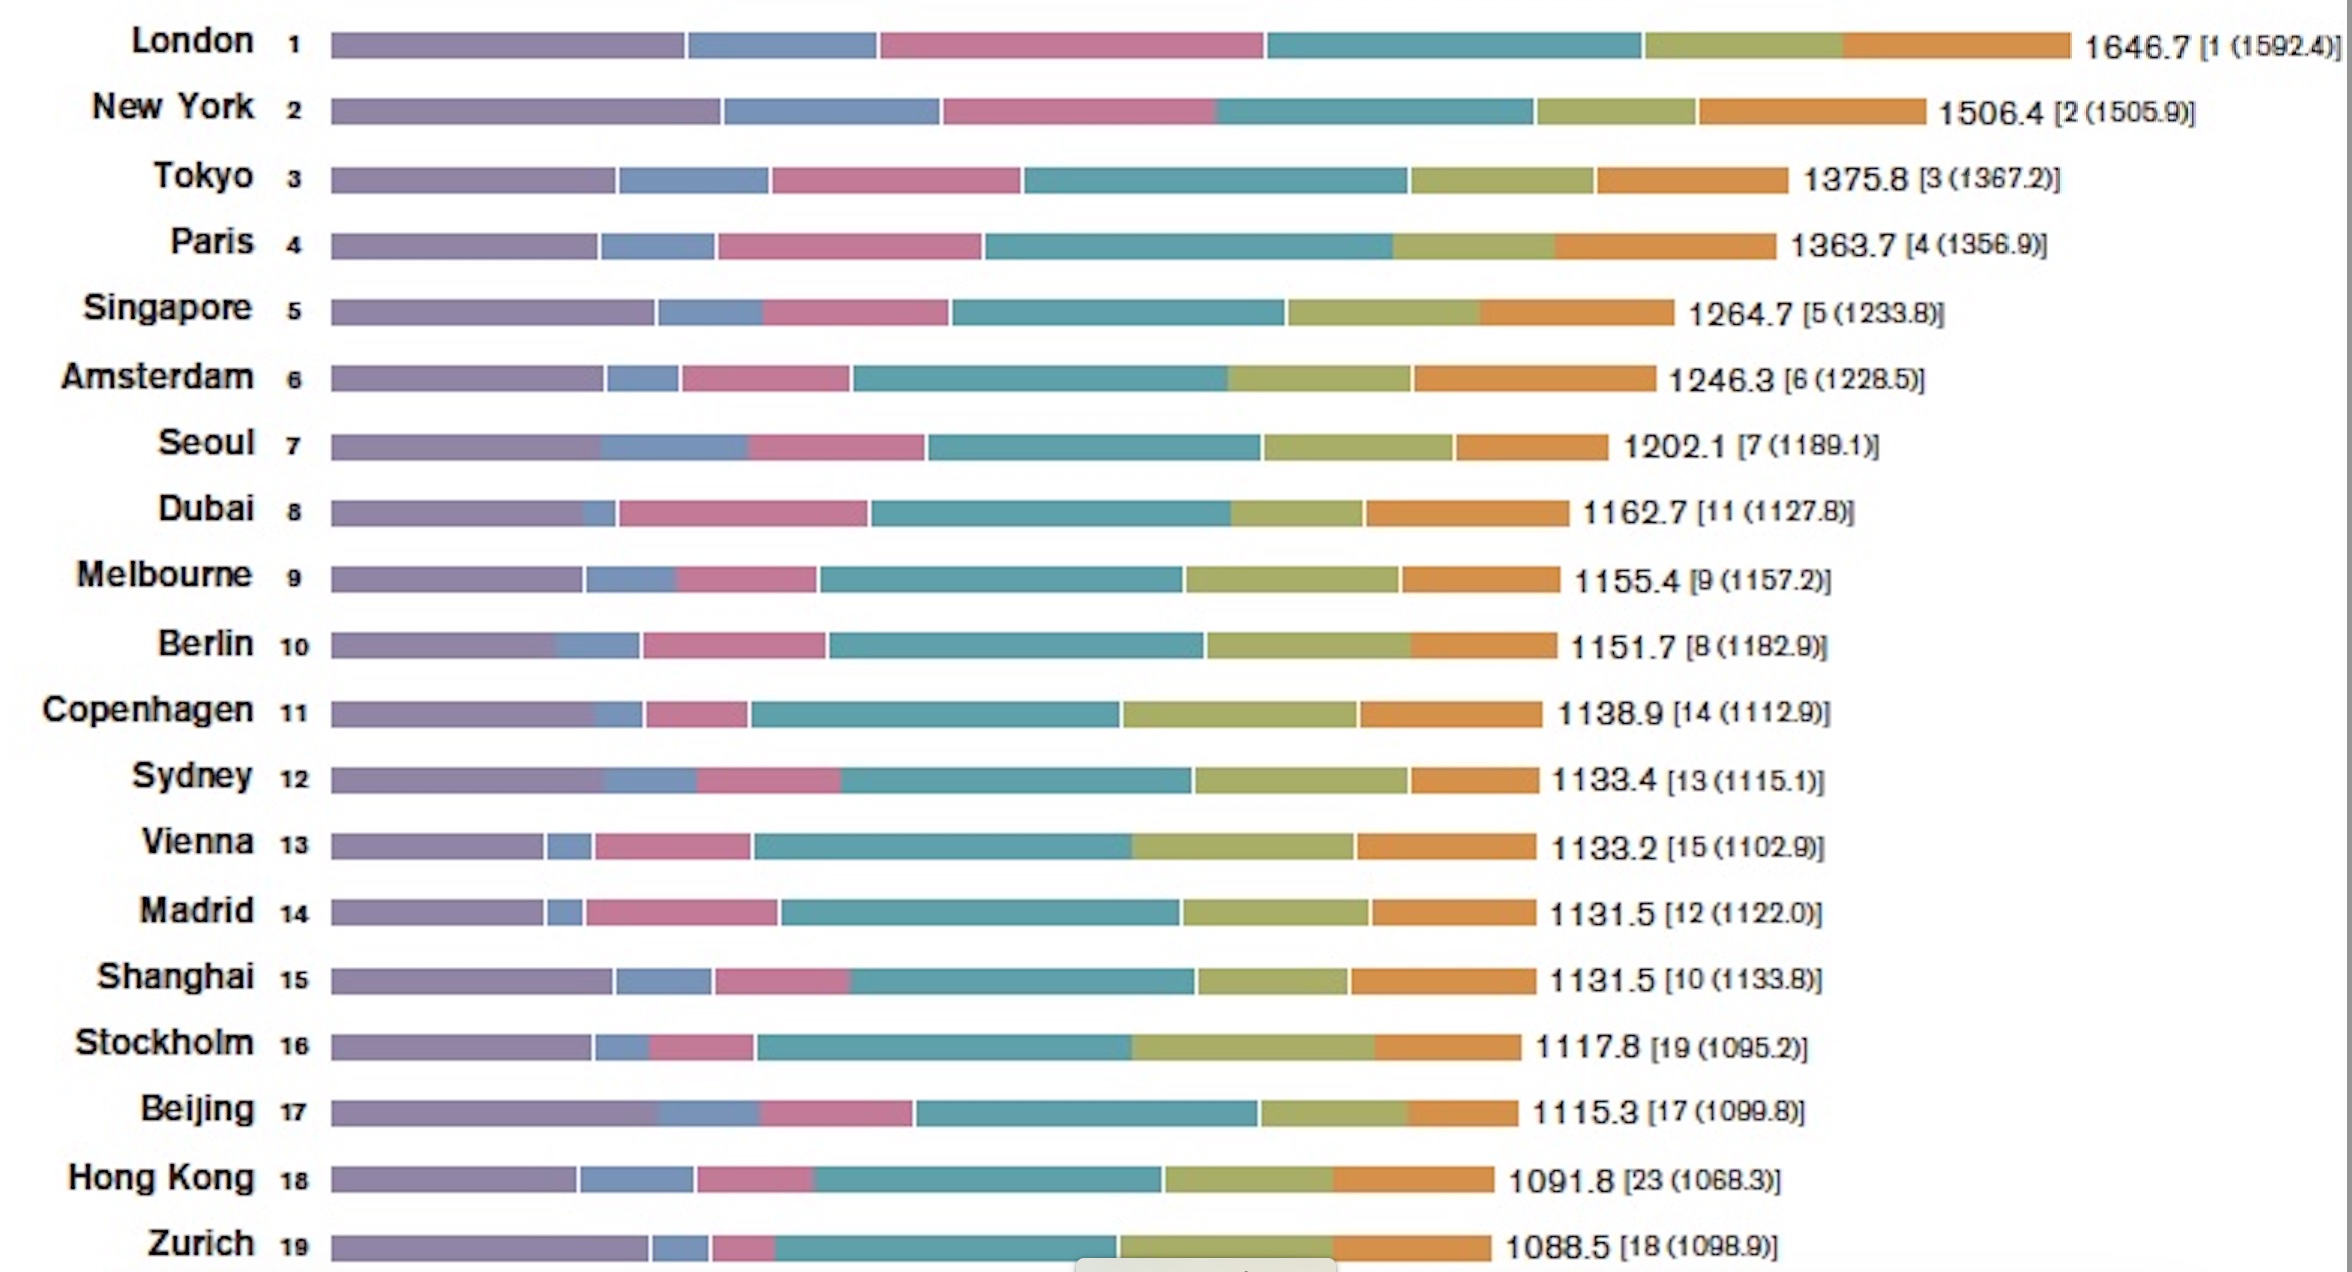 London 1 1646.7 [1 (1592.4)]
New York 2 1506.4 [2 (1505.9)]
Tokyo 3 1375.8 [3 (1367.2)]
Paris 4 1363.7 [4 (1356.9)]
Singapore 5 1264.7 [5 (1233.8)]
Amsterdam 6 1246.3 [6 (1228.5)]
Seoul 7 1202.1 [7 (1189.1)]
Dubai 8 1162.7 [11 (1127.8)]
Melbourne 9 1155.4 [9 (1157.2)]
Berlin 10 1151.7 [8 (1182.9)]
Copenhagen 11 1138.9 [14 (1112.9)]
Sydney 12 1133.4 [13 (1115.1)]
Vienna 13 1133.2 [15 (1102.9)]
Madrid 14 1131.5 [12 (1122.0)]
Shanghai 15 1131.5 [10 (1133.8)]
Stockholm 16 1117.8 [19 (1095.2)]
Beijing 17 1115.3 [17 (1099.8)]
Hong Kong 18 1091.8 [23 (1068.3)]
Zurich 19 1088.5 [18 (1098.9)]